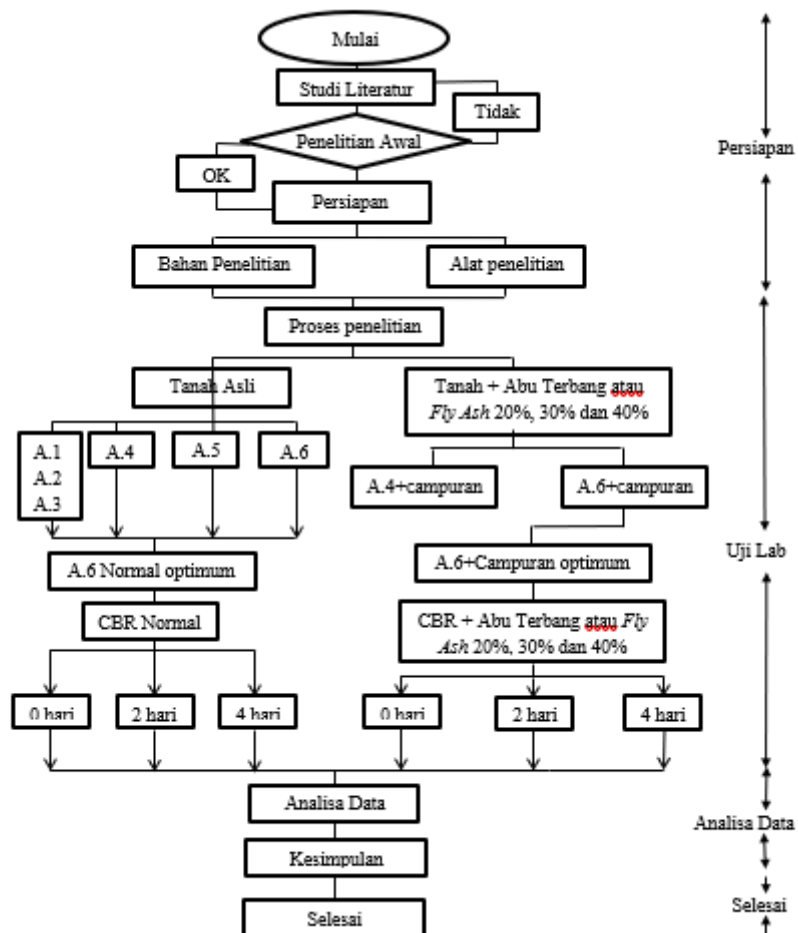 Mulai
Studi Literatur
Tidak
Penelitian Awal
Persiapan
OK
Persiapan
Bahan Penelitian
Alat penelitian
Proses penelitian
Tanah Asli
Tanah + Abu Terbang atau
Fly Ash 20%, 30% dan 40%
A.1
A.2
A.3
A.4
A.5
A.6
A.4+campuran
A.6+campuran
Uji Lab
A.6 Normal optimum
A.6+Campuran optimum
CBR Normal
CBR + Abu Terbang atau Fly
Ash 20%, 30% dan 40%
0 hari
2 hari
4 hari
0 hari
2 hari
4 hari
Analisa Data
Analisa Data
Kesimpulan
Selesai
Selesai